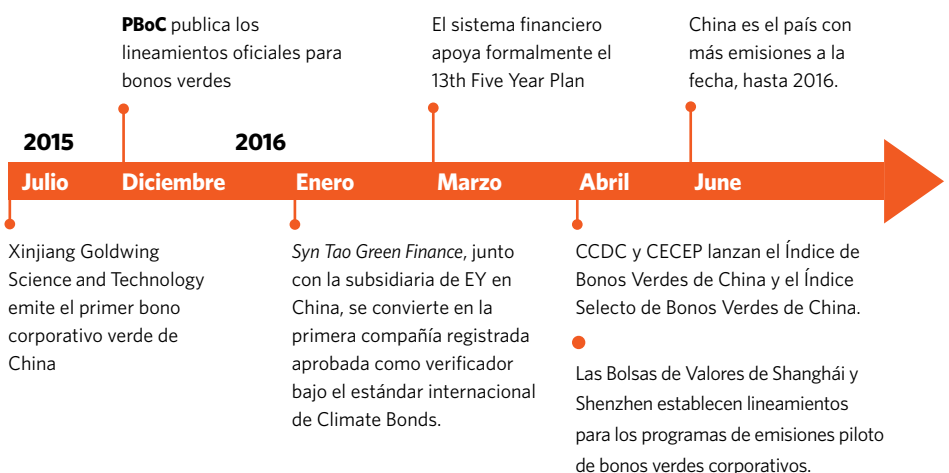 PBoC publica los
lineamientos oficiales para
bonos verdes
El sistema financiero
apoya formalmente el
13th Five Year Plan
China es el país con
más emisiones a la
fecha, hasta 2016.
2015
2016
Julio
Diciembre
Enero
Marzo
Abril
June
Xinjiang Goldwing
Science and Technology
emite el primer bono
corporativo verde de
China
Syn Tao Green Finance, junto
con la subsidiaria de EY en
China, se convierte en la
primera compañía registrada
aprobada como verificador
bajo el estándar internacional
de Climate Bonds.
CCDC y CECEP lanzan el Índice de
Bonos Verdes de China y el Índice
Selecto de Bonos Verdes de China.
Las Bolsas de Valores de Shanghái y
Shenzhen establecen lineamientos
para los programas de emisiones piloto
de bonos verdes corporativos.